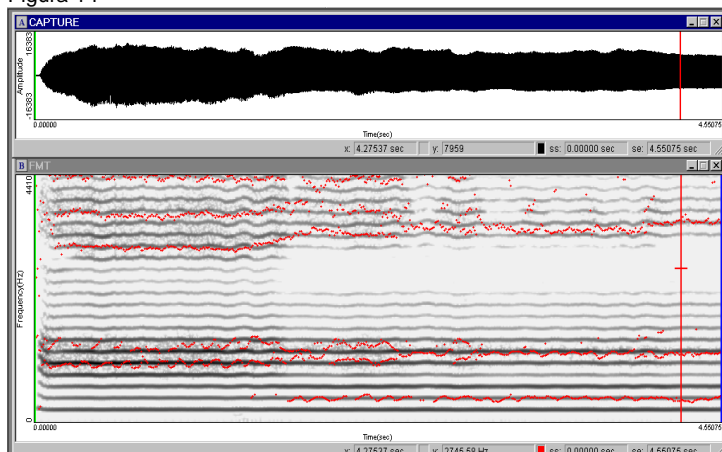 A CAPTURE
16383
Amplitude
-16383
0.00000
Time(sec)
4.55075
x: 4.27537 sec y: 7959 ss: 0.00000 sec se: 4.55075 sec
B FMT
4410
Frequency(Hz)
0
0.00000
Time(sec)
4.55075
x: 4.27537 sec y: 2745.58 Hz ss: 0.00000 sec se: 4.55075 sec